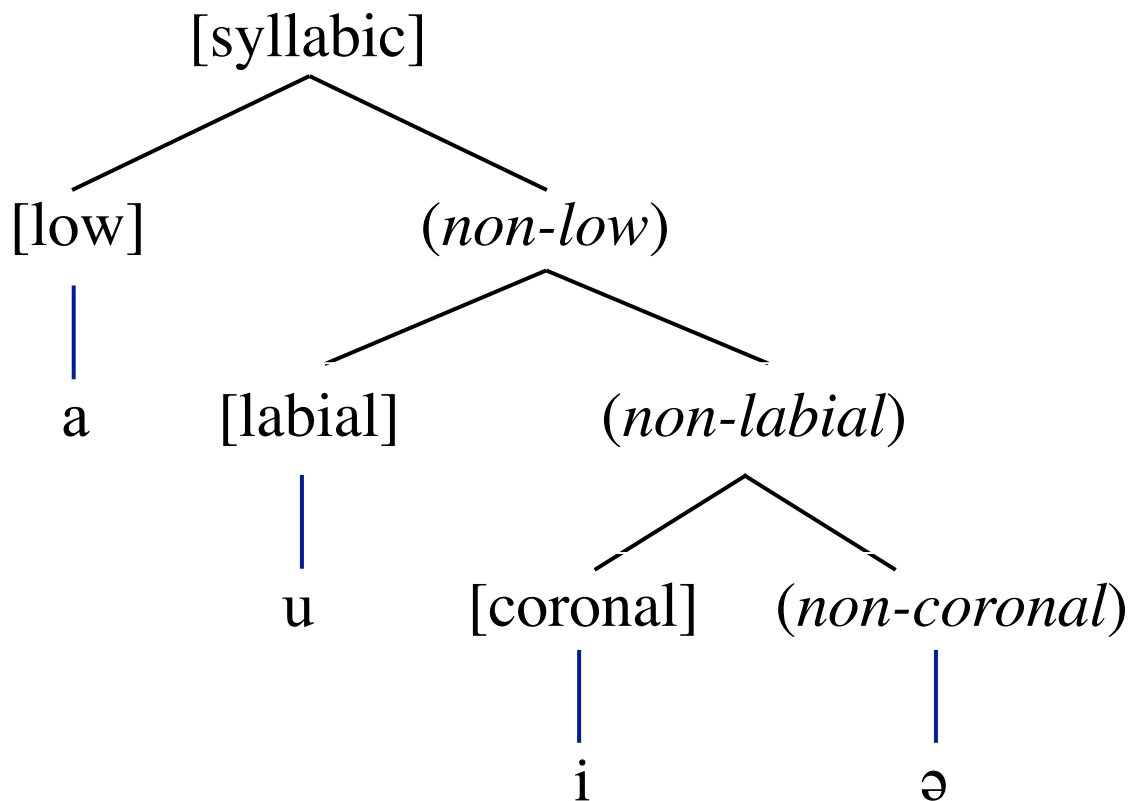 [syllabic]
[low] (non-low)
a [labial] (non-labial)
u [coronal] (non-coronal)
i ə